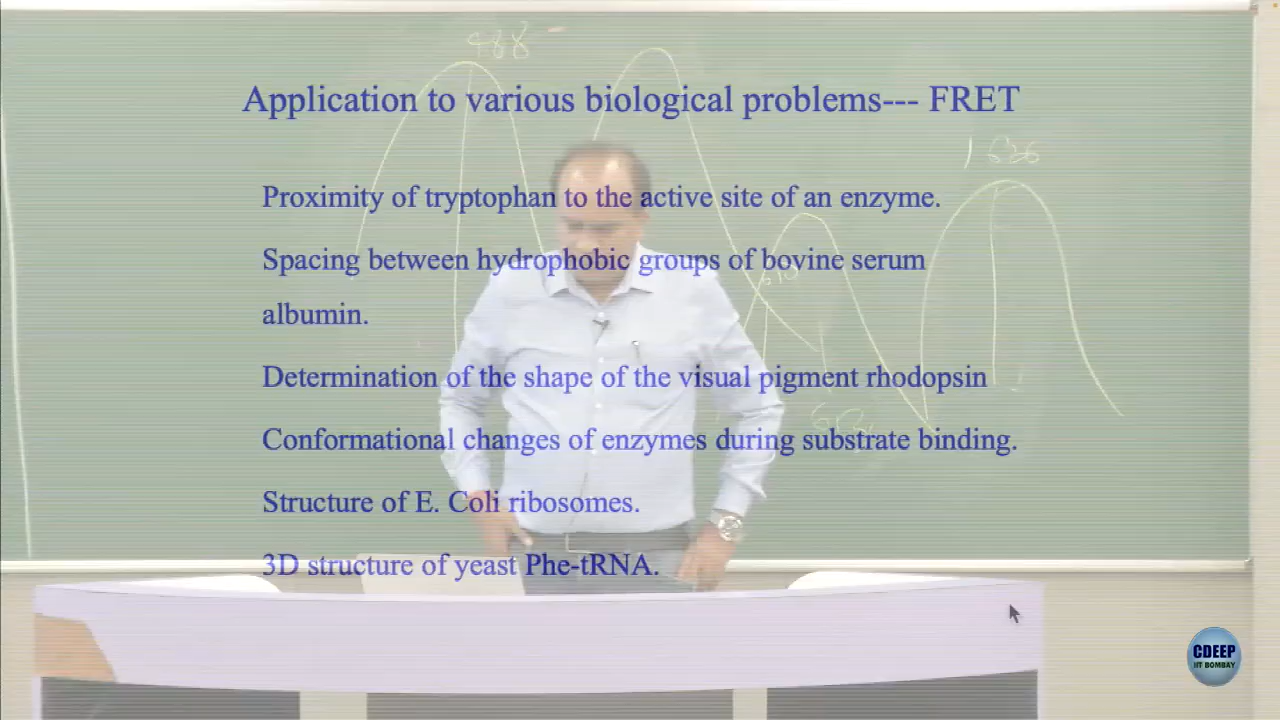 488
Application to various biological problems--- FRET
Proximity of tryptophan to the active site of an enzyme.
Spacing between hydrophobic groups of bovine serum
albumin.
Determination of the shape of the visual pigment rhodopsin
Conformational changes of enzymes during substrate binding.
Structure of E. Coli ribosomes.
3D structure of yeast Phe-tRNA.
CDEEP
IIT BOMBAY